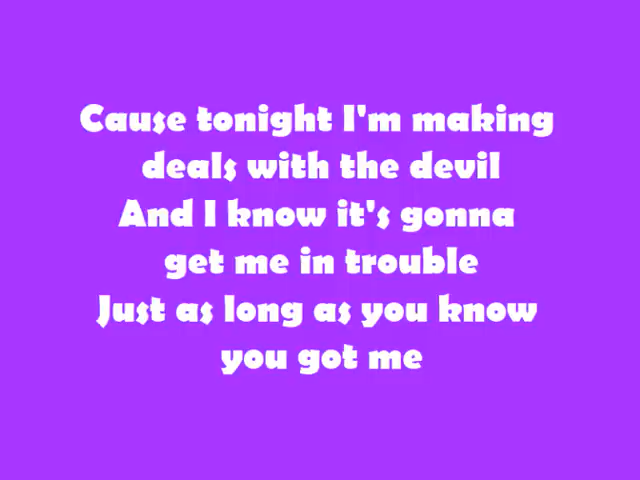 Cause tonight I'm making
deals with the devil
And I know it's gonna
get me in trouble
Just as long as you know
you got me